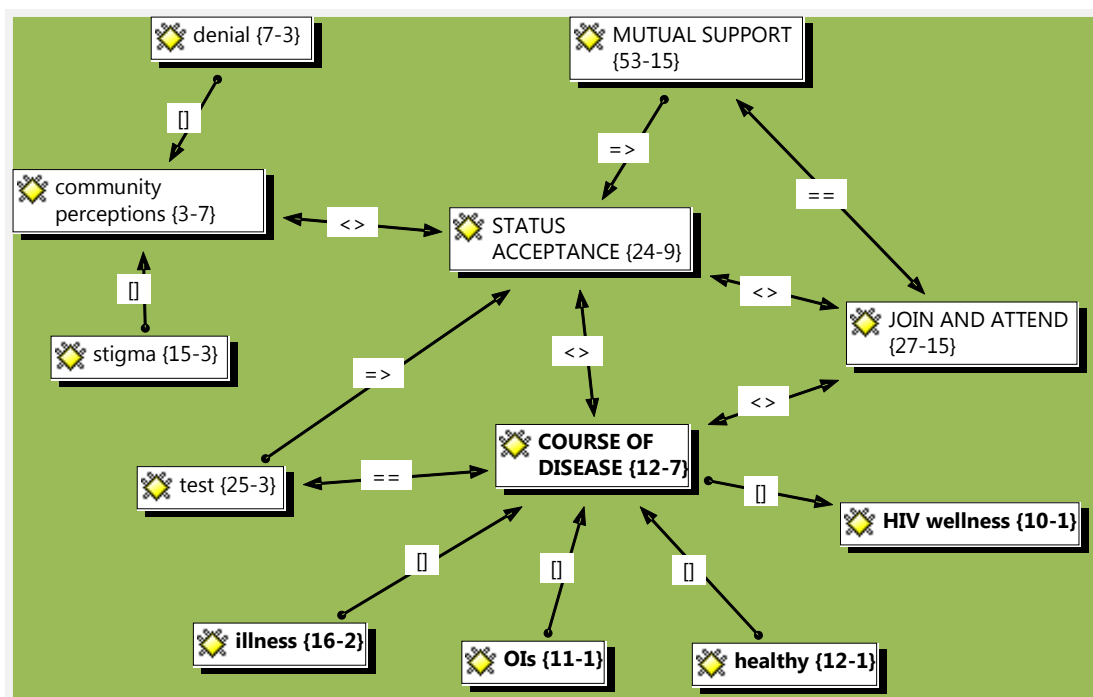 denial {7-3}
MUTUAL SUPPORT
{53-15}
[]
=>
community
perceptions {3-7}
==
<>
STATUS
ACCEPTANCE {24-9}
[]
<>
JOIN AND ATTEND
{27-15}
stigma {15-3}
=>
<>
<>
COURSE OF
DISEASE {12-7}
test {25-3}
==
[]
HIV wellness {10-1}
[]
[]
[]
illness {16-2}
OIs {11-1}
healthy {12-1}